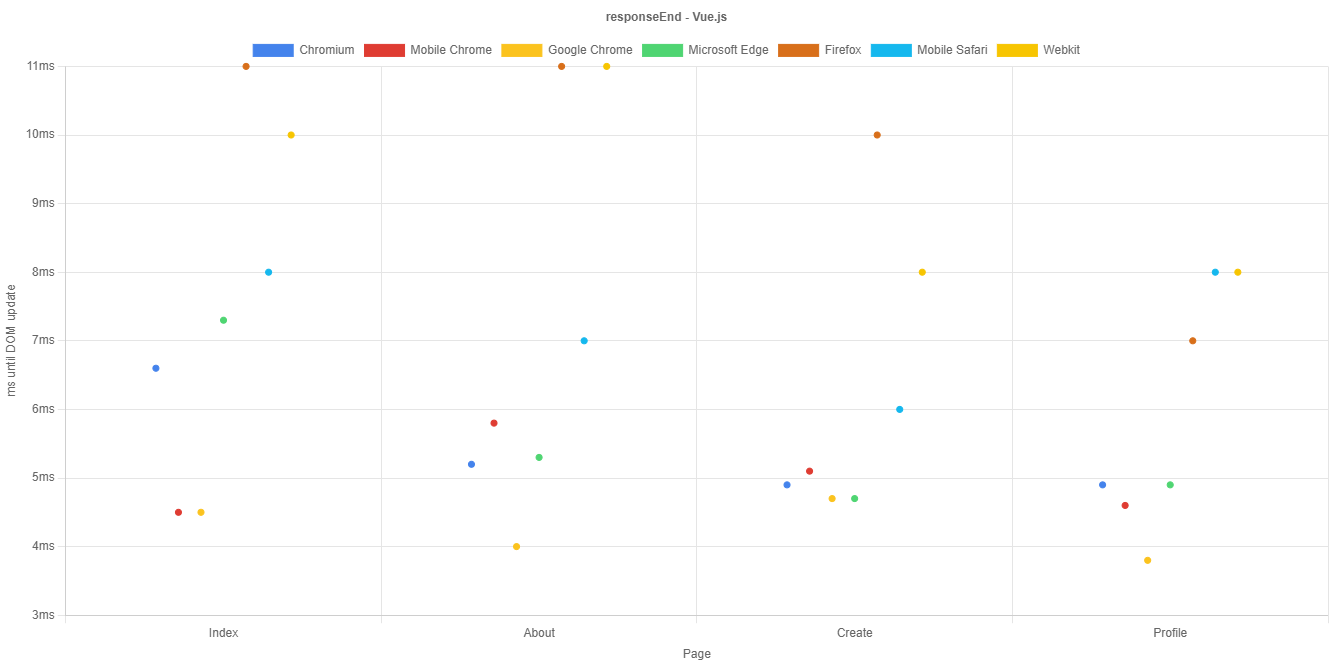 responseEnd - Vue.js
Chromium Mobile Chrome Google Chrome Microsoft Edge Firefox Mobile Safari Webkit
11ms
10ms
9ms
8ms
7ms
6ms
5ms
4ms
3ms
ms until DOM update
Index About Create Profile
Page